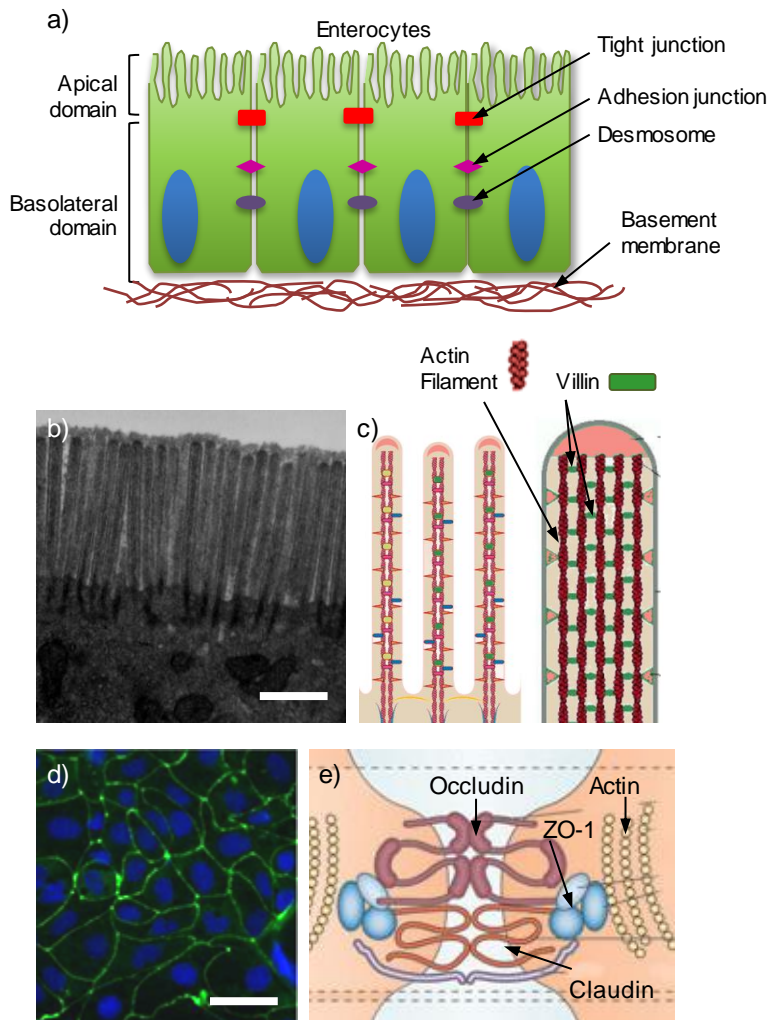 a)
Enterocytes
Apical
domain
Basolateral
domain
Tight junction
Adhesion junction
Desmosome
Basement
membrane
Actin
Filament
Villin
b)
c)
d)
e)
Occludin
Actin
ZO-1
Claudin